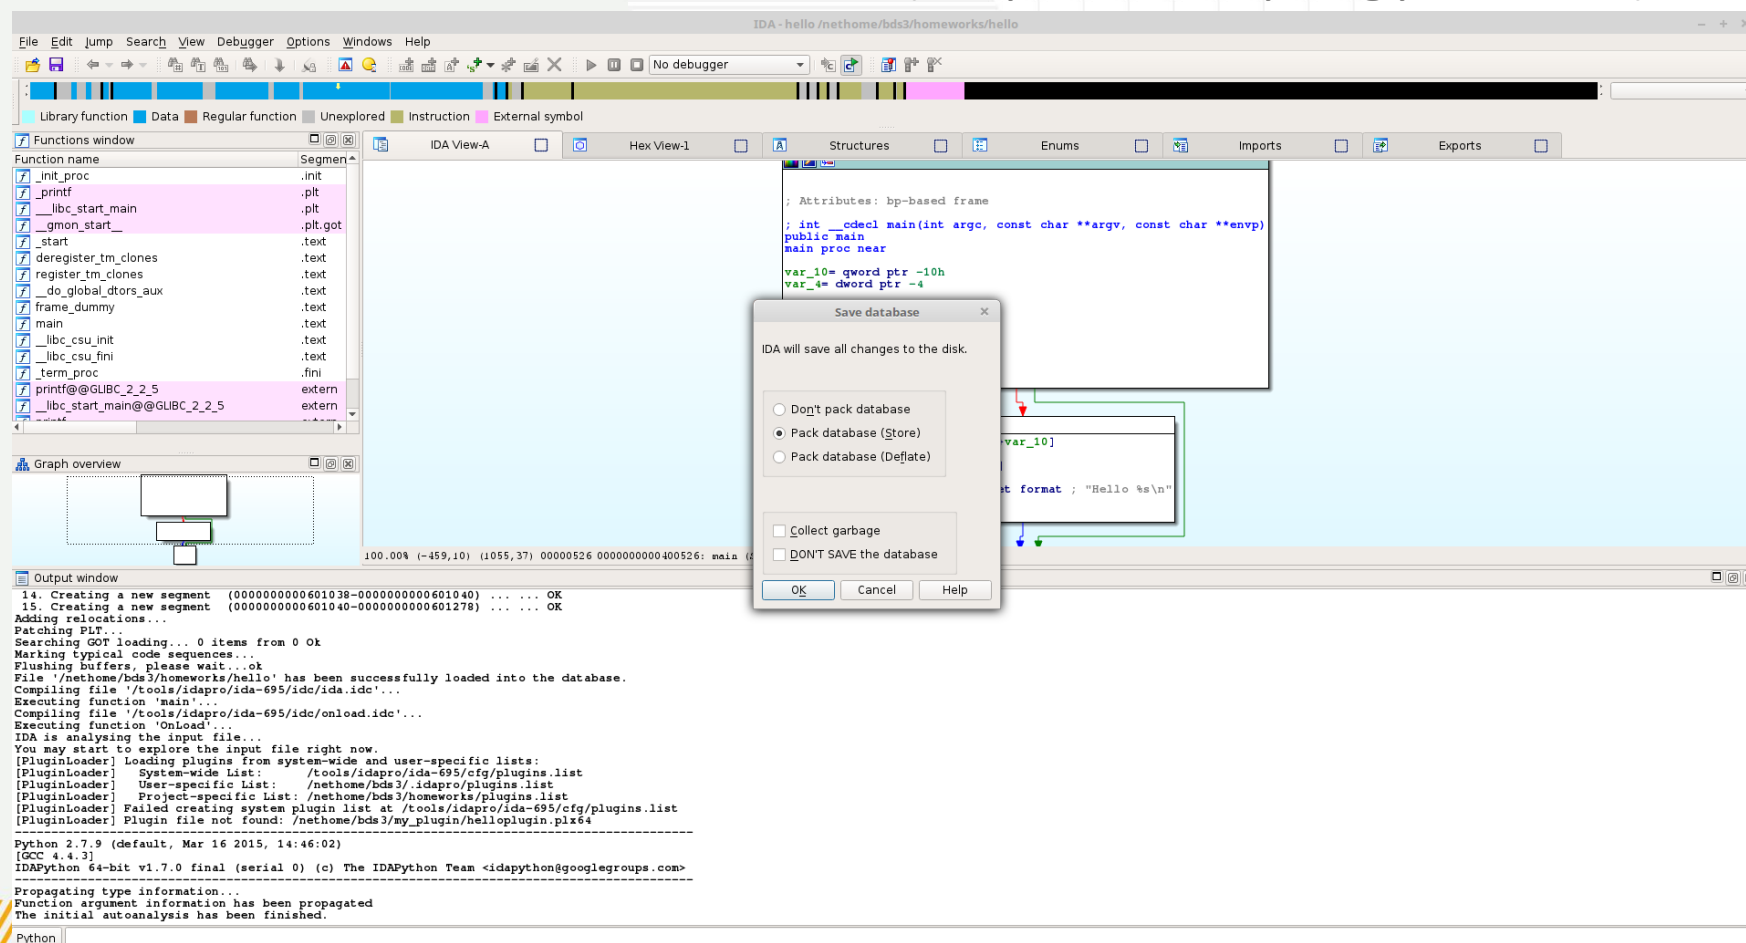 IDA - hello /nethome/bds3/homeworks/hello
File Edit Jump Search View Debugger Options Windows Help
No debugger
Library function Data Regular function Unexplored Instruction External symbol
Functions window
Function name Segmen
_init_proc .init
_printf .plt
___libc_start_main .plt
__gmon_start__ .plt.got
_start .text
deregister_tm_clones .text
register_tm_clones .text
__do_global_dtors_aux .text
frame_dummy .text
main .text
__libc_csu_init .text
__libc_csu_fini .text
_term_proc .fini
printf@@GLIBC_2_2_5 extern
__libc_start_main@@GLIBC_2_2_5 extern
Graph overview
IDA View-A Hex View-1 Structures Enums Imports Exports
; Attributes: bp-based frame
; int __cdecl main(int argc, const char **argv, const char **envp)
public main
main proc near
var_10= qword ptr -10h
var_4= dword ptr -4
var_10]
]
et format ; "Hello %s\n"
100.00% (-459,10) (1055,37) 00000526 0000000000400526: main
Save database
IDA will save all changes to the disk.
Don't pack database
Pack database (Store)
Pack database (Deflate)
Collect garbage
DON'T SAVE the database
OK Cancel Help
Output window
14. Creating a new segment (0000000000601038-0000000000601040) ... ... OK
15. Creating a new segment (0000000000601040-0000000000601278) ... ... OK
Adding relocations...
Patching PLT...
Searching GOT loading... 0 items from 0 Ok
Marking typical code sequences...
Flushing buffers, please wait...ok
File '/nethome/bds3/homeworks/hello' has been successfully loaded into the database.
Compiling file '/tools/idapro/ida-695/idc/ida.idc'...
Executing function 'main'...
Compiling file '/tools/idapro/ida-695/idc/onload.idc'...
Executing function 'OnLoad'...
IDA is analysing the input file...
You may start to explore the input file right now.
[PluginLoader] Loading plugins from system-wide and user-specific lists:
[PluginLoader] System-wide List: /tools/idapro/ida-695/cfg/plugins.list
[PluginLoader] User-specific List: /nethome/bds3/.idapro/plugins.list
[PluginLoader] Project-specific List: /nethome/bds3/homeworks/plugins.list
[PluginLoader] Failed creating system plugin list at /tools/idapro/ida-695/cfg/plugins.list
[PluginLoader] Plugin file not found: /nethome/bds3/my_plugin/helloplugin.plx64
Python 2.7.9 (default, Mar 16 2015, 14:46:02)
[GCC 4.4.3]
IDAPython 64-bit v1.7.0 final (serial 0) (c) The IDAPython Team <idapython@googlegroups.com>
Propagating type information...
Function argument information has been propagated
The initial autoanalysis has been finished.
Python